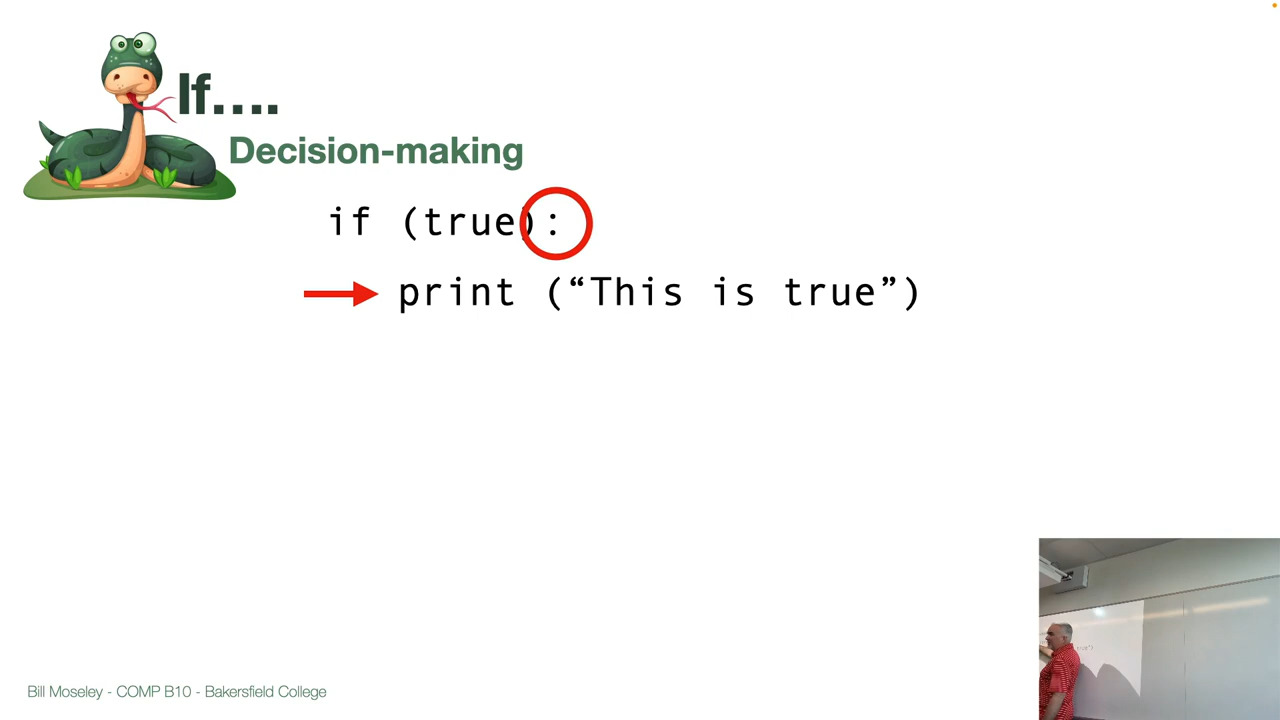 If....
Decision-making
if (true):
print (“This is true”)
Bill Moseley - COMP B10 - Bakersfield College